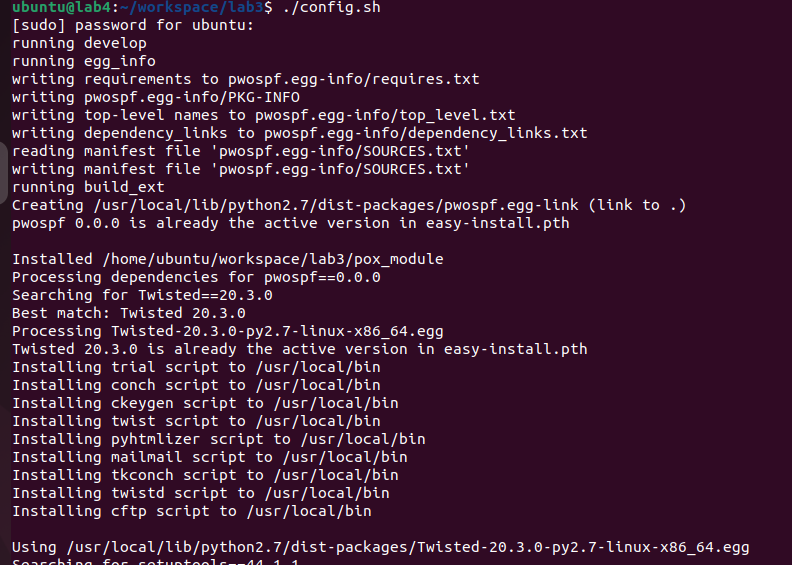 ubuntu@lab4:~/workspace/lab3$ ./config.sh
[sudo] password for ubuntu:
running develop
running egg_info
writing requirements to pwospf.egg-info/requires.txt
writing pwospf.egg-info/PKG-INFO
writing top-level names to pwospf.egg-info/top_level.txt
writing dependency_links to pwospf.egg-info/dependency_links.txt
reading manifest file 'pwospf.egg-info/SOURCES.txt'
writing manifest file 'pwospf.egg-info/SOURCES.txt'
running build_ext
Creating /usr/local/lib/python2.7/dist-packages/pwospf.egg-link (link to .)
pwospf 0.0.0 is already the active version in easy-install.pth
Installed /home/ubuntu/workspace/lab3/pox_module
Processing dependencies for pwospf==0.0.0
Searching for Twisted==20.3.0
Best match: Twisted 20.3.0
Processing Twisted-20.3.0-py2.7-linux-x86_64.egg
Twisted 20.3.0 is already the active version in easy-install.pth
Installing trial script to /usr/local/bin
Installing conch script to /usr/local/bin
Installing ckeygen script to /usr/local/bin
Installing twist script to /usr/local/bin
Installing pyhtmlizer script to /usr/local/bin
Installing mailmail script to /usr/local/bin
Installing tkconch script to /usr/local/bin
Installing twistd script to /usr/local/bin
Installing cftp script to /usr/local/bin
Using /usr/local/lib/python2.7/dist-packages/Twisted-20.3.0-py2.7-linux-x86_64.egg
Searching for setuptools==44.1.1